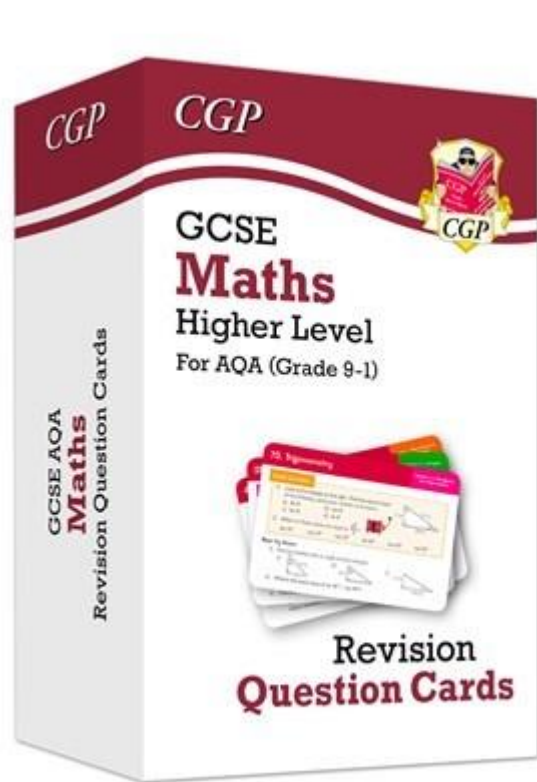 CGP
CGP
CGP
GCSE
Maths
Higher Level
For AQA (Grade 9-1)
GCSE AQA
Maths
Revision Question Cards
Trigonometry
Revision
Question Cards